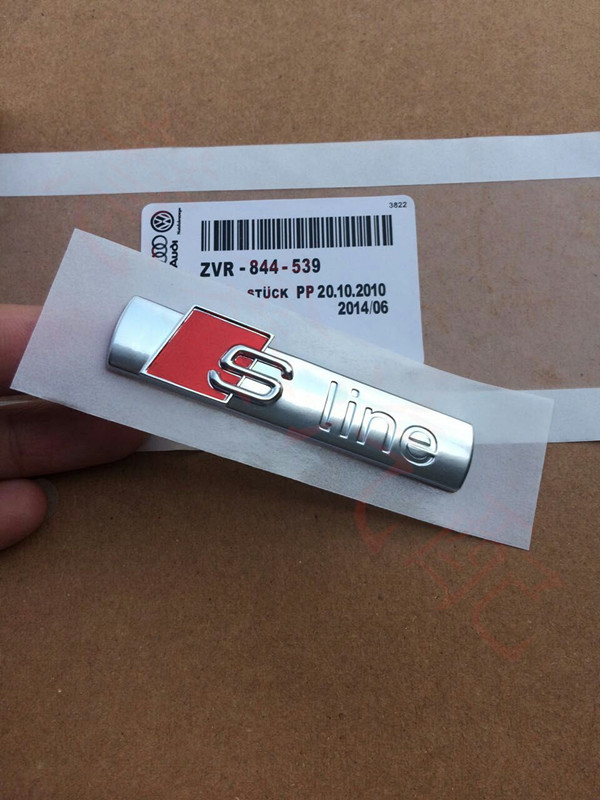 3822
Audi
ZVR - 844 - 539
STÜCK PP 20.10.2010
2014/06
S line